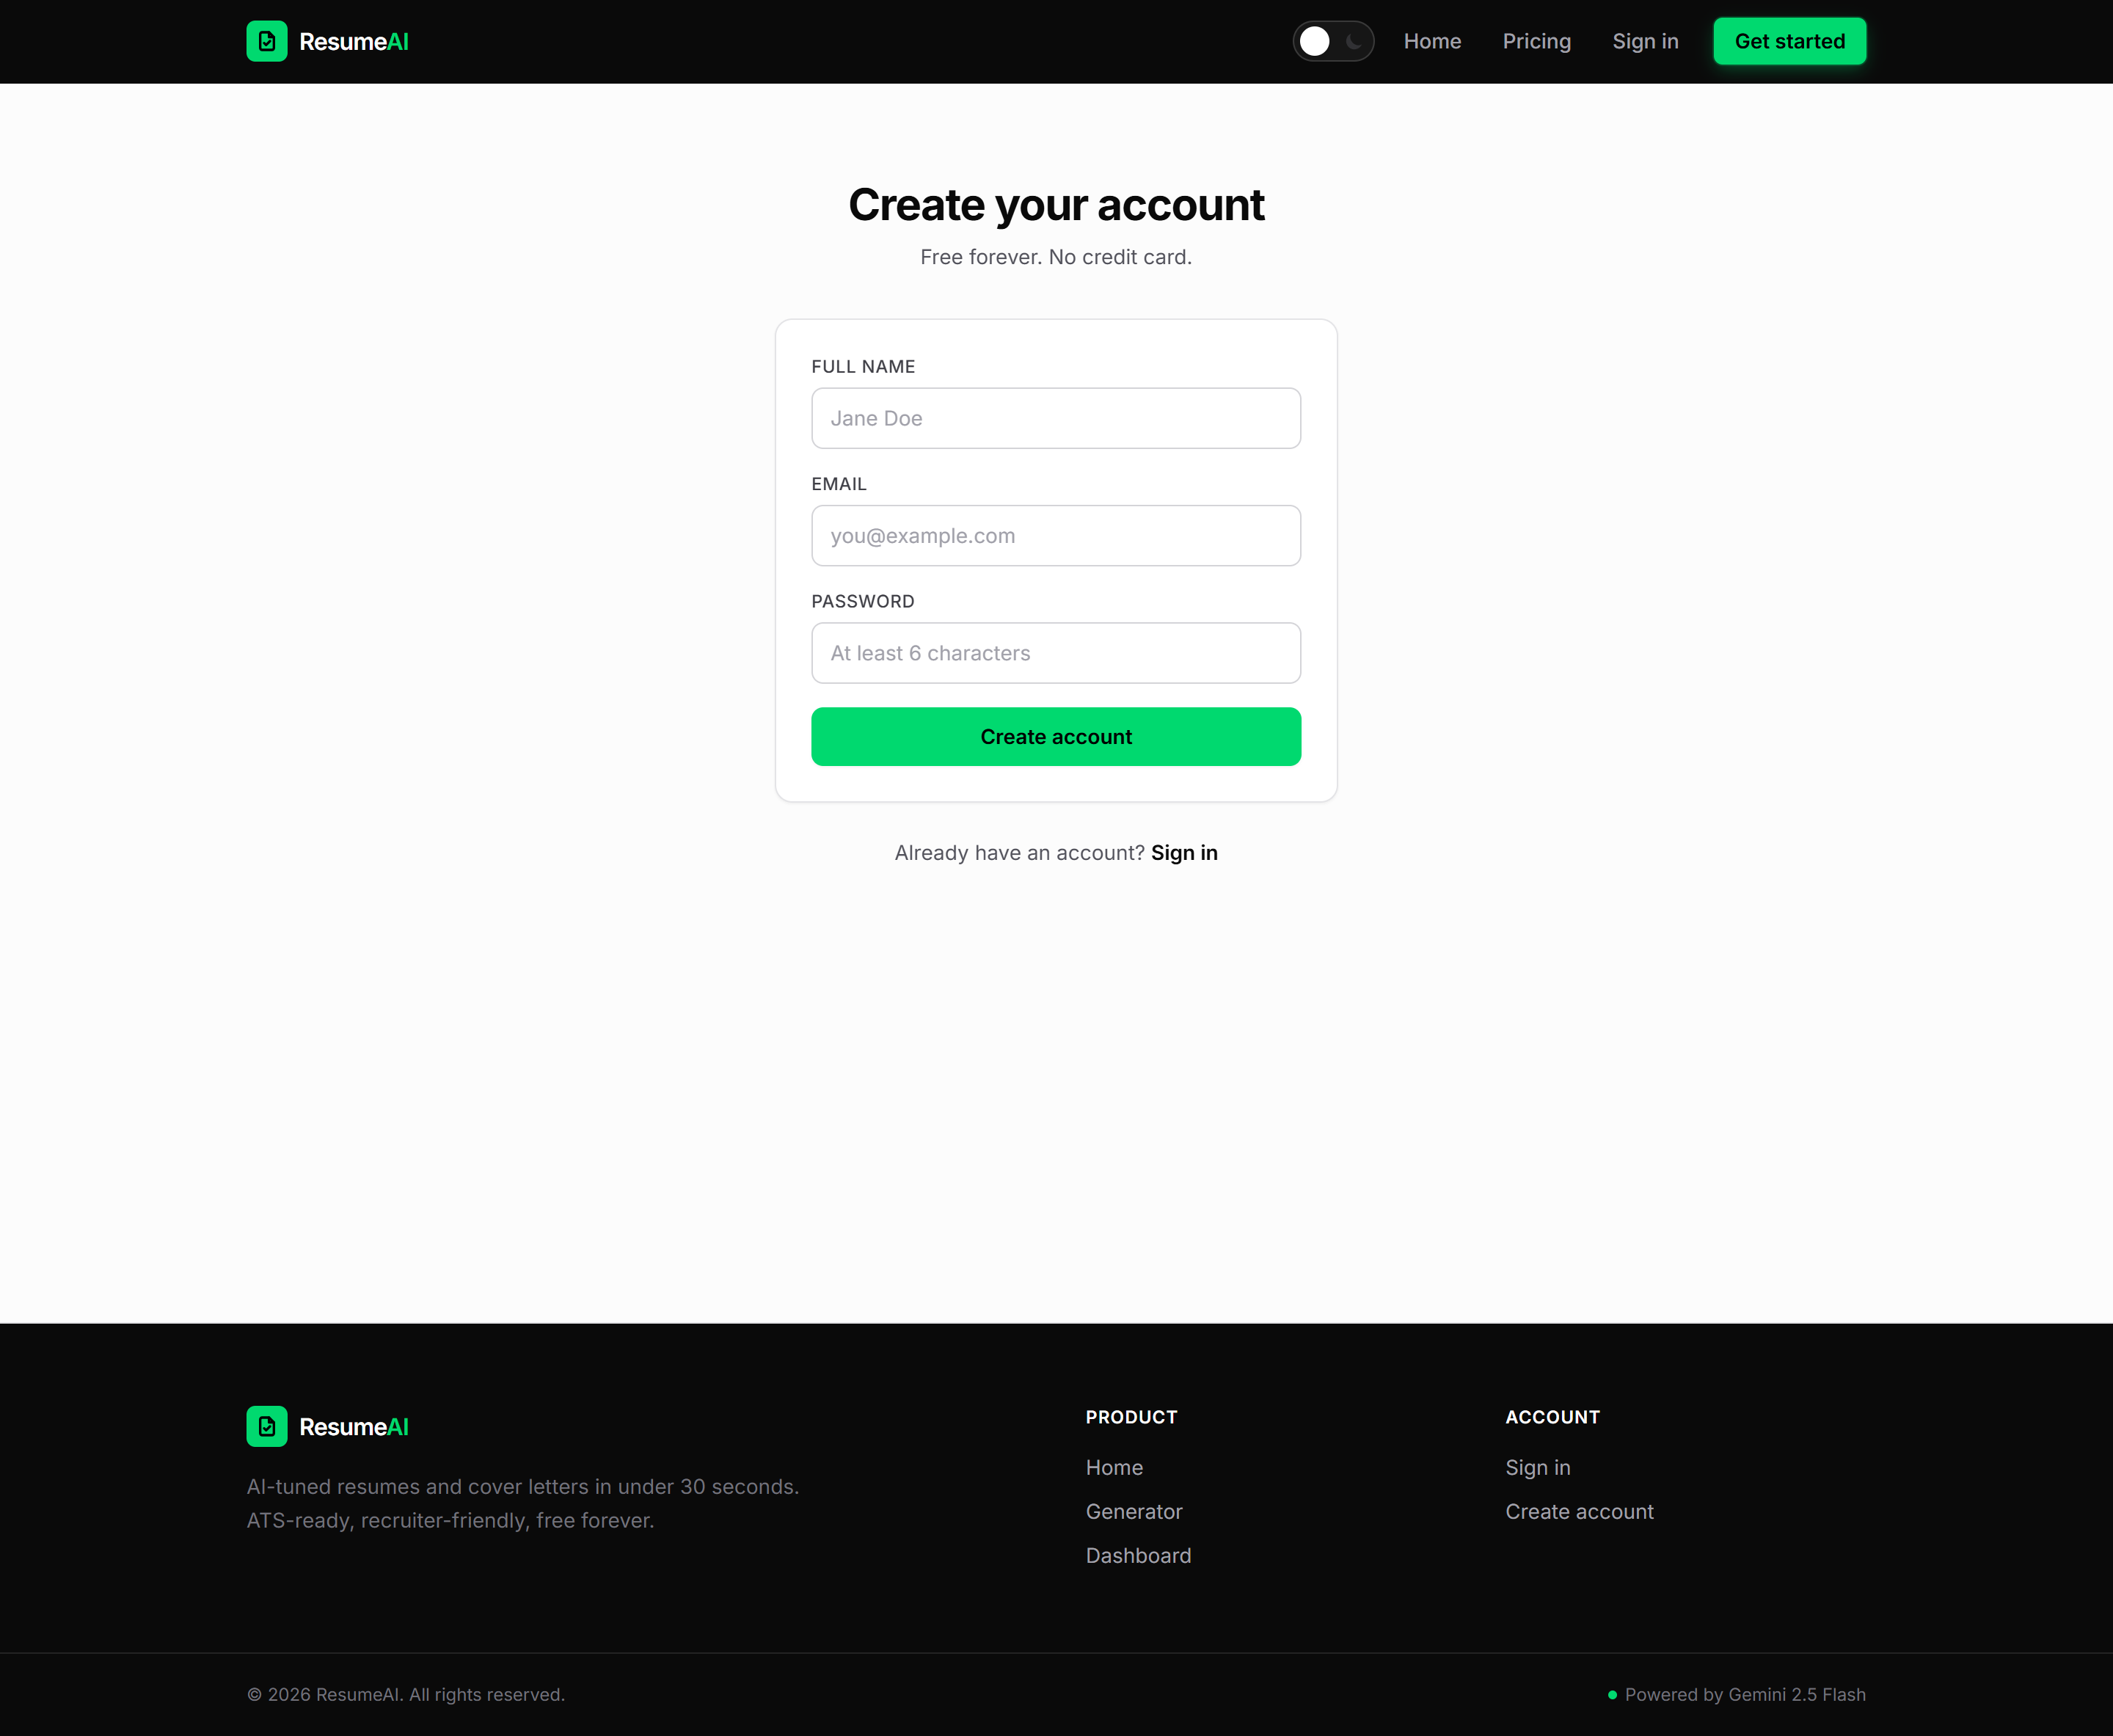 ResumeAI
Home
Pricing
Sign in
Get started
Create your account
Free forever. No credit card.
FULL NAME
Jane Doe
EMAIL
you@example.com
PASSWORD
At least 6 characters
Create account
Already have an account? Sign in
ResumeAI
AI-tuned resumes and cover letters in under 30 seconds.
ATS-ready, recruiter-friendly, free forever.
PRODUCT
Home
Generator
Dashboard
ACCOUNT
Sign in
Create account
© 2026 ResumeAI. All rights reserved.
Powered by Gemini 2.5 Flash